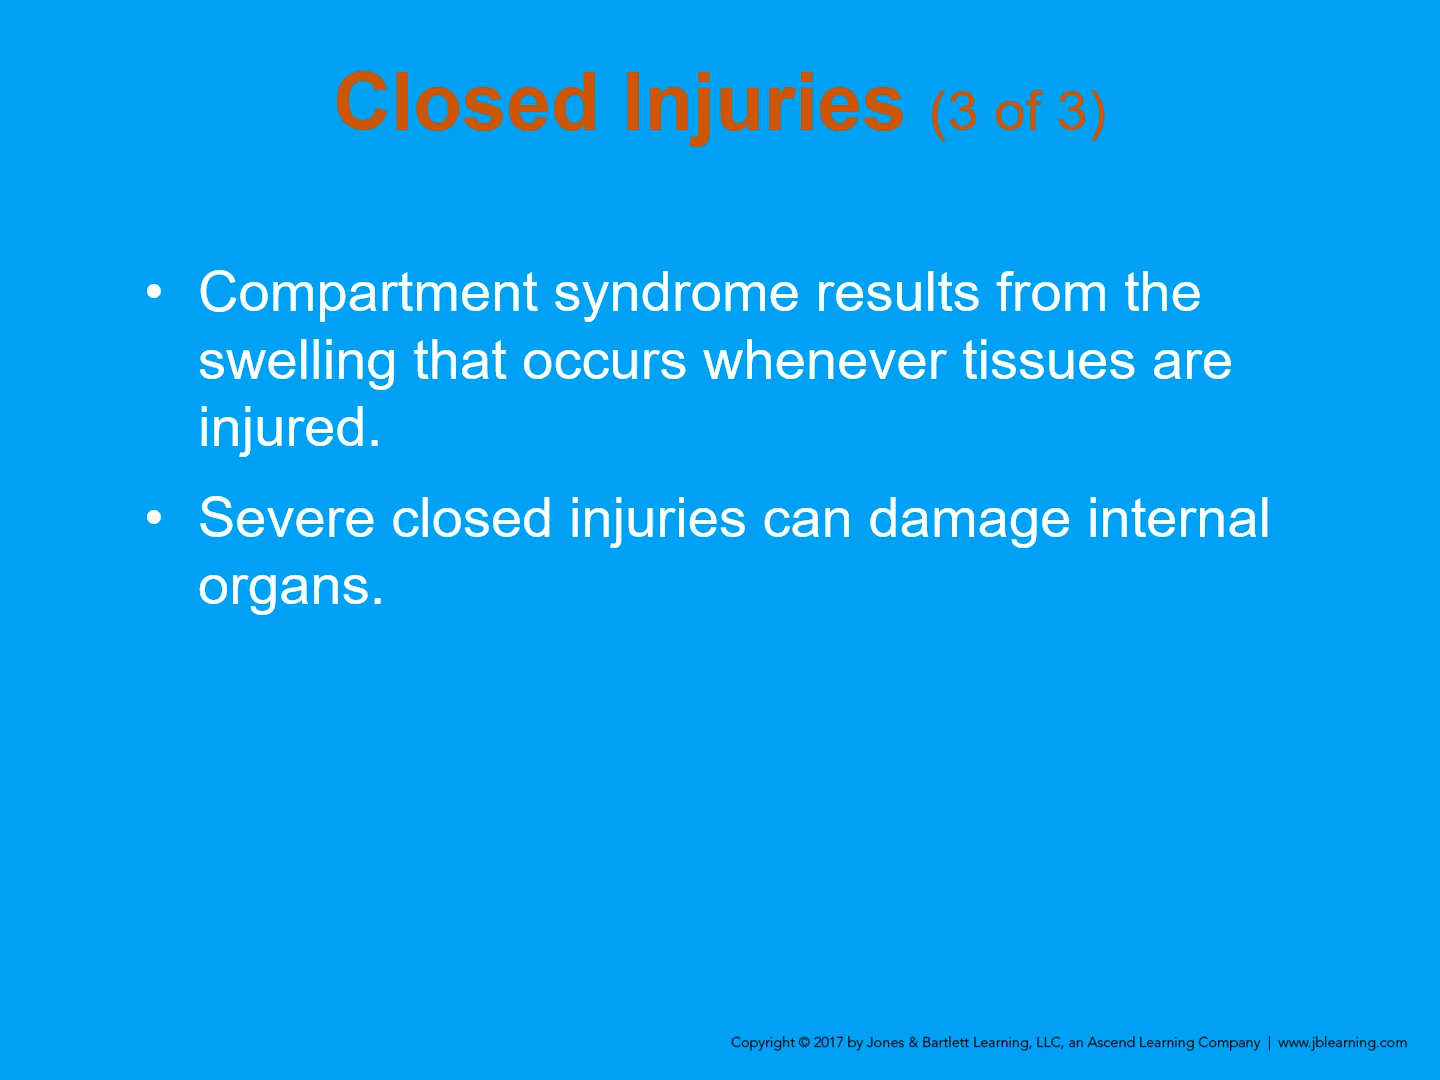 Closed Injuries (3 of 3)
• Compartment syndrome results from the
swelling that occurs whenever tissues are
injured.
• Severe closed injuries can damage internal
organs.
Copyright © 2017 by Jones & Bartlett Learning, LLC, an Ascend Learning Company | www.jblearning.com